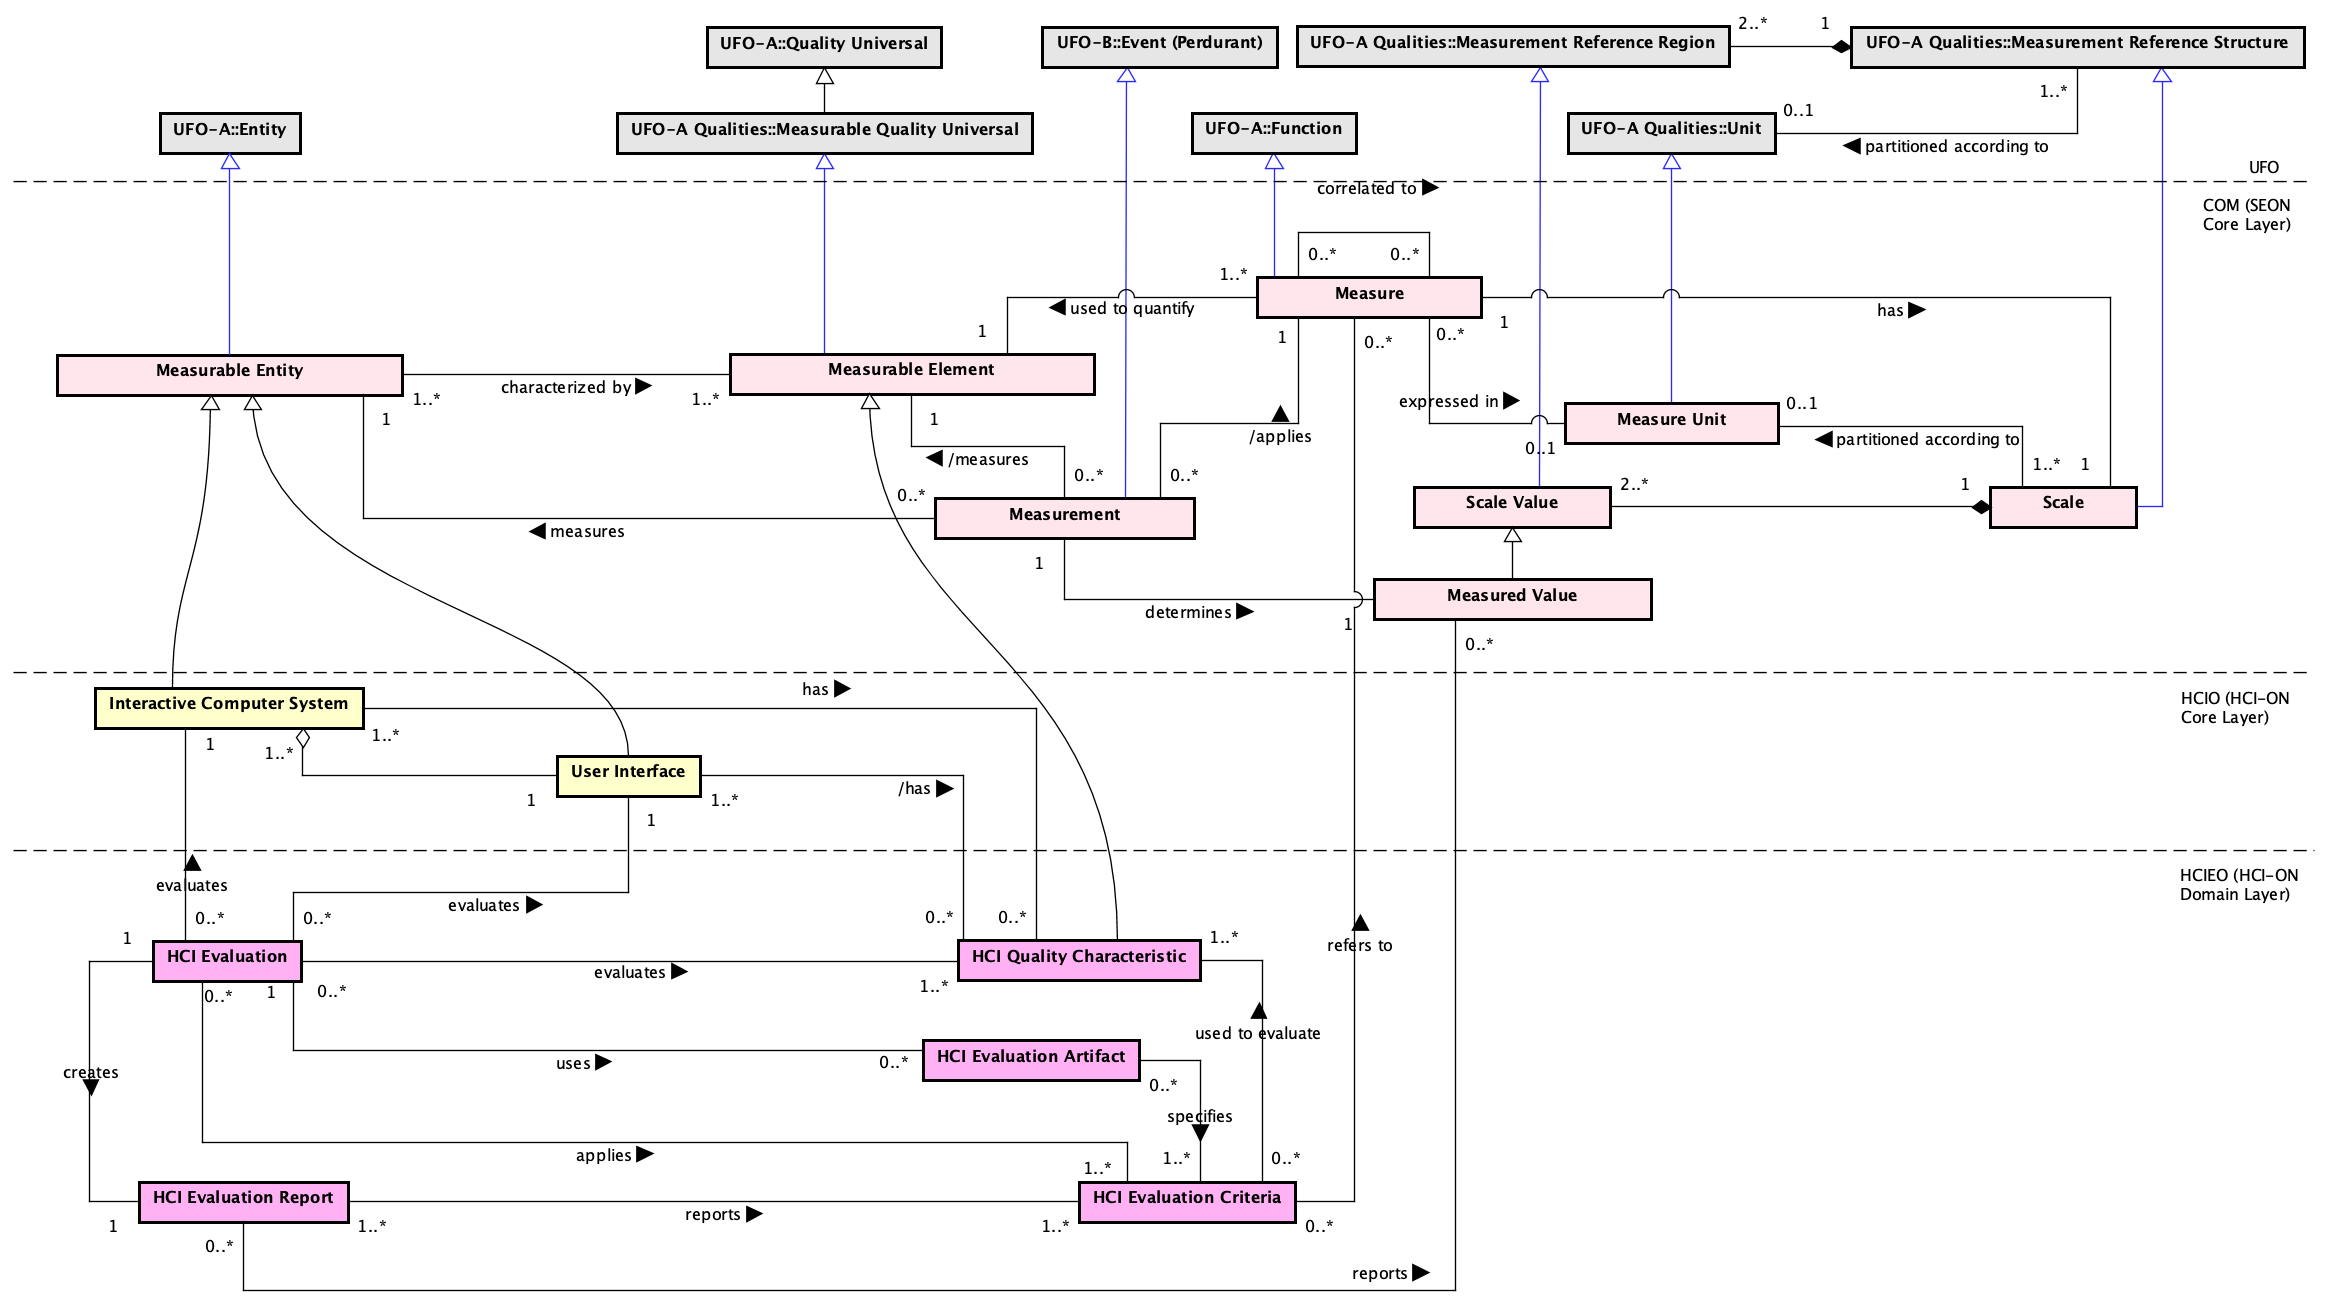 2..*
1
UFO-A::Quality Universal
UFO-B::Event (Perdurant)
UFO-A Qualities::Measurement Reference Region
UFO-A Qualities::Measurement Reference Structure
1..*
0..1
UFO-A::Entity
UFO-A Qualities::Measurable Quality Universal
UFO-A::Function
UFO-A Qualities::Unit
partitioned according to
UFO
correlated to
COM (SEON
Core Layer)
0..*
0..*
1..*
Measure
used to quantify
has
1
1
1
0..*
0..*
Measurable Entity
Measurable Element
characterized by
1..*
1..*
expressed in
0..1
1
1
Measure Unit
/applies
partitioned according to
0..1
/measures
1..*
1
0..*
0..*
2..*
1
0..*
Scale Value
Scale
Measurement
measures
1
Measured Value
determines
1
0..*
has
HCIO (HCI-ON
Core Layer)
Interactive Computer System
1
1..*
1..*
User Interface
/has
1
1..*
1
evaluates
HCIEO (HCI-ON
Domain Layer)
evaluates
0..*
0..*
0..*
0..*
1
1..*
refers to
HCI Evaluation
HCI Quality Characteristic
evaluates
1..*
0..*
1
0..*
used to evaluate
HCI Evaluation Artifact
uses
0..*
creates
0..*
specifies
applies
1..*
1..*
0..*
HCI Evaluation Report
HCI Evaluation Criteria
reports
1
1..*
1..*
0..*
0..*
reports